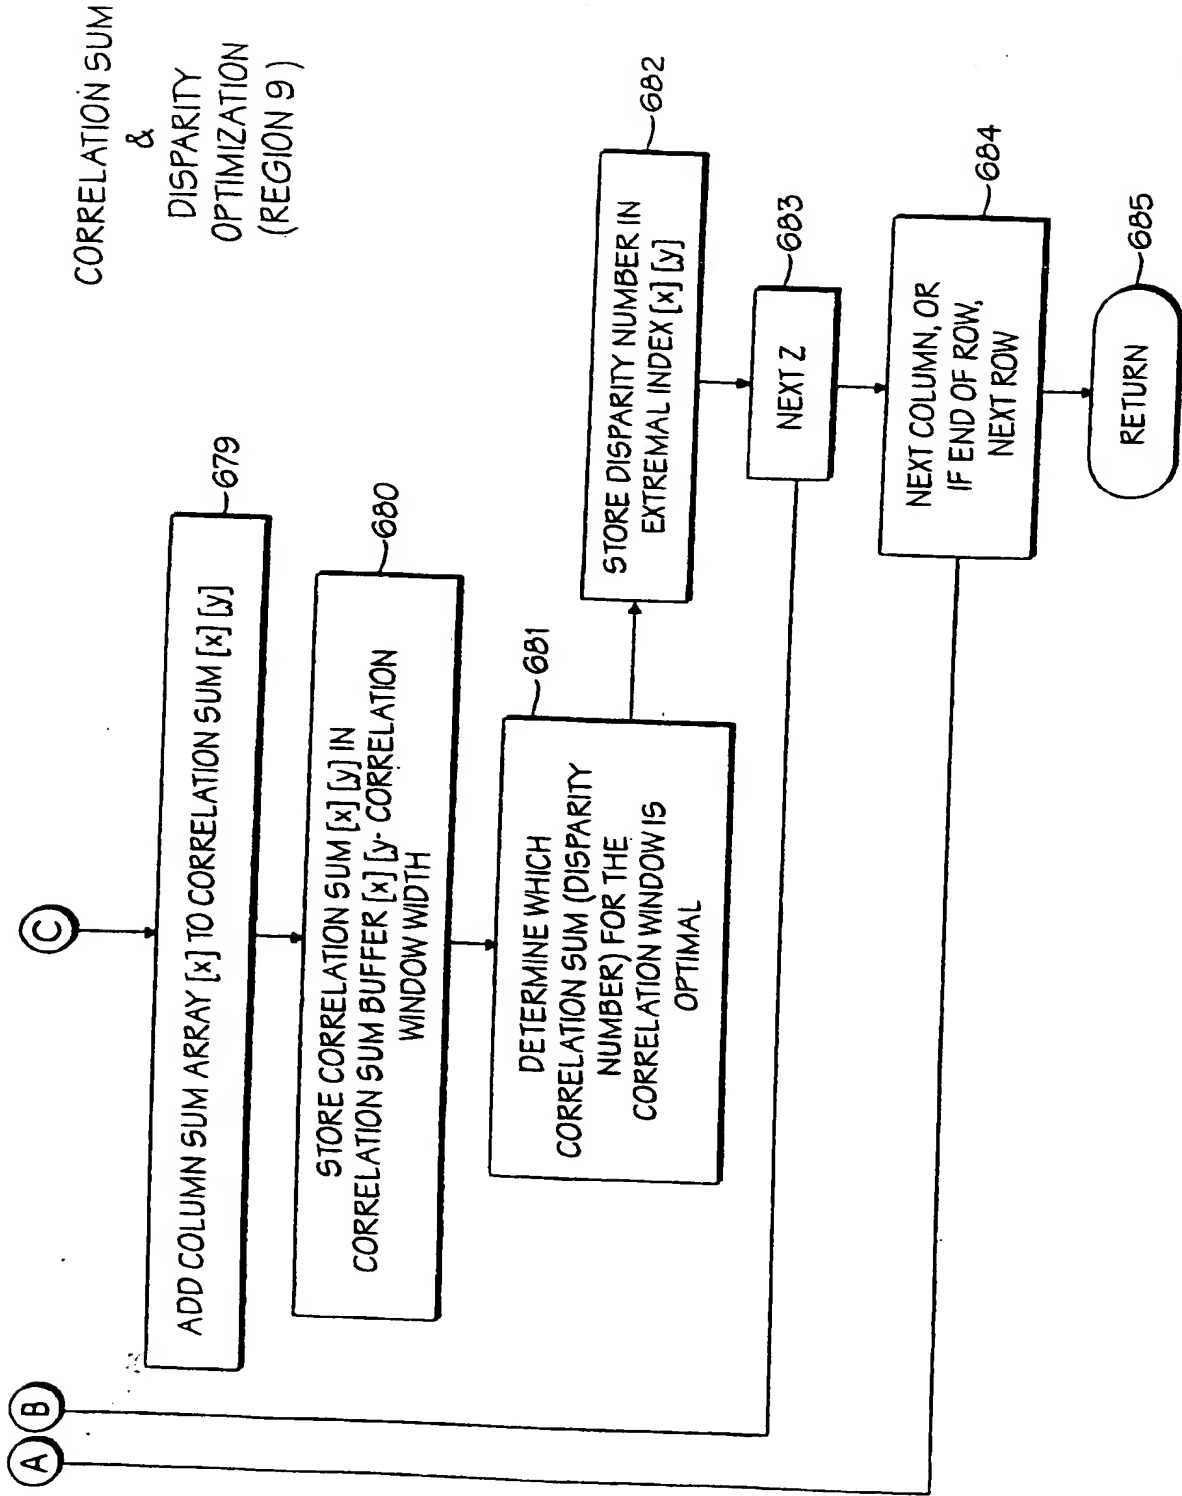 CORRELATION SUM
&
DISPARITY
OPTIMIZATION
(REGION 9)
A
B
C
ADD COLUMN SUM ARRAY [x] TO CORRELATION SUM [x] [y]
679
STORE CORRELATION SUM [x] [y] IN
CORRELATION SUM BUFFER [x] [y- CORRELATION
WINDOW WIDTH
680
DETERMINE WHICH
CORRELATION SUM (DISPARITY
NUMBER) FOR THE
CORRELATION WINDOW IS
OPTIMAL
681
STORE DISPARITY NUMBER IN
EXTREMAL INDEX [x] [y]
682
NEXT Z
683
NEXT COLUMN, OR
IF END OF ROW,
NEXT ROW
684
RETURN
685